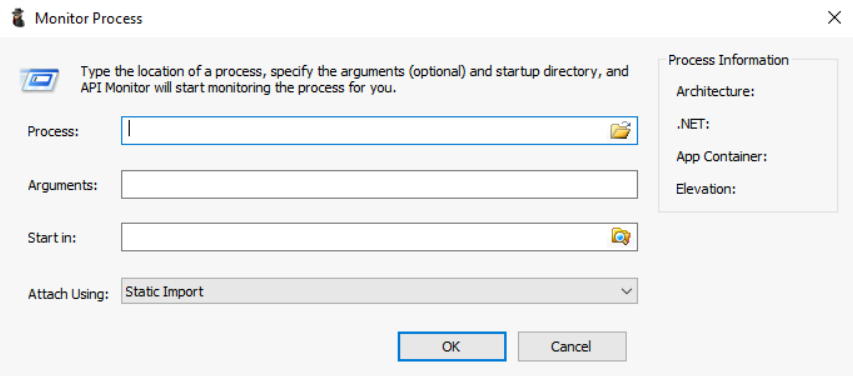 Monitor Process
Type the location of a process, specify the arguments (optional) and startup directory, and
API Monitor will start monitoring the process for you.
Process:
Arguments:
Start in:
Attach Using:
Static Import
OK
Cancel
Process Information
Architecture:
.NET:
App Container:
Elevation: